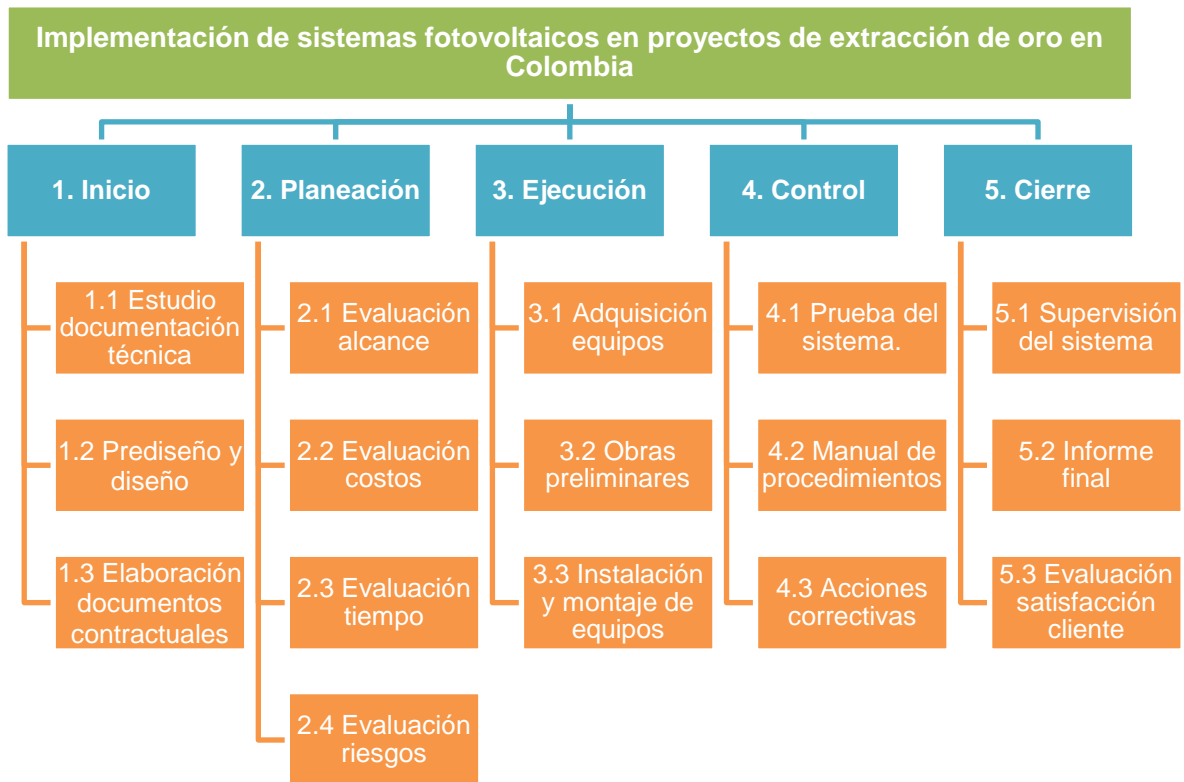 Implementación de sistemas fotovoltaicos en proyectos de extracción de oro en
Colombia
1. Inicio
2. Planeación
3. Ejecución
4. Control
5. Cierre
1.1 Estudio
documentación
técnica
1.2 Prediseño y
diseño
1.3 Elaboración
documentos
contractuales
2.1 Evaluación
alcance
2.2 Evaluación
costos
2.3 Evaluación
tiempo
2.4 Evaluación
riesgos
3.1 Adquisición
equipos
3.2 Obras
preliminares
3.3 Instalación
y montaje de
equipos
4.1 Prueba del
sistema.
4.2 Manual de
procedimientos
4.3 Acciones
correctivas
5.1 Supervisión
del sistema
5.2 Informe
final
5.3 Evaluación
satisfacción
cliente